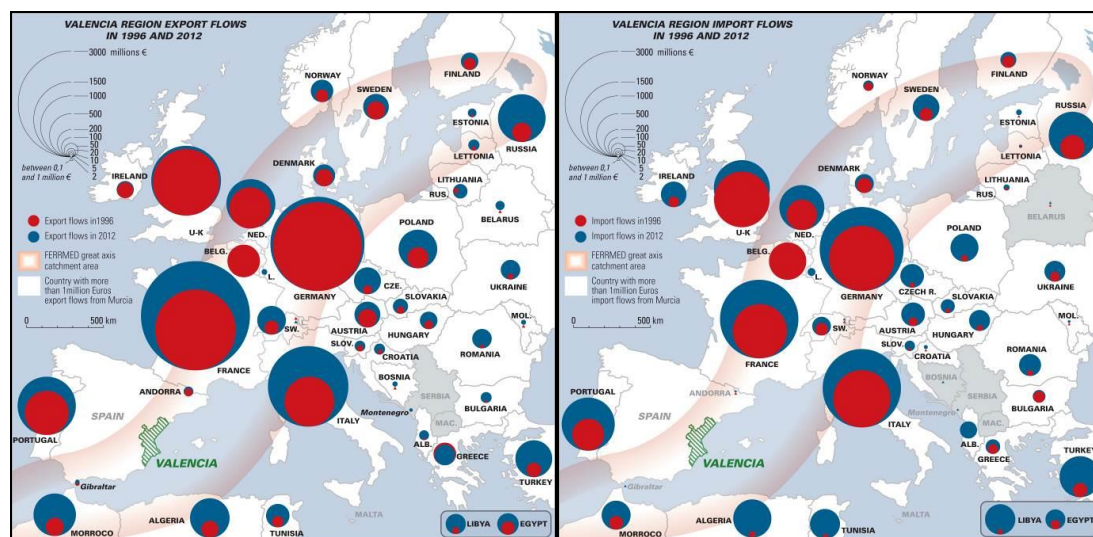 VALENCIA REGION EXPORT FLOWS
IN 1996 AND 2012
3000 millions €
1500
1000
500
200
100
50
20
10
5
2
between 0,1
and 1 million €
Export flows in1996
Export flows in 2012
FERRMED great axis
catchment area
Country with more
than 1million Euros
export flows from Murcia
0
500 km
NORWAY
FINLAND
SWEDEN
ESTONIA
RUSSIA
LETTONIA
IRELAND
DENMARK
LITHUANIA
RUS.
BELARUS
U-K
NED.
POLAND
BELG.
L.
GERMANY
CZE.
UKRAINE
SLOVAKIA
SW.
AUSTRIA
HUNGARY
MOL.
FRANCE
SLOV.
CROATIA
ROMANIA
ANDORRA
BOSNIA
SERBIA
SPAIN
ITALY
Montenegro
BULGARIA
PORTUGAL
MAC.
VALENCIA
ALB.
GREECE
TURKEY
Gibraltar
MOROCCO
ALGERIA
TUNISIA
MALTA
LIBYA
EGYPT
VALENCIA REGION IMPORT FLOWS
IN 1996 AND 2012
3000 millions €
1500
1000
500
200
100
50
20
10
5
2
between 0,1
and 1 million €
Import flows in1996
Import flows in 2012
FERRMED great axis
catchment area
Country with more
than 1million Euros
import flows from Murcia
0
500 km
NORWAY
FINLAND
SWEDEN
RUSSIA
ESTONIA
LETTONIA
IRELAND
DENMARK
LITHUANIA
RUS.
BELARUS
U-K
NED.
POLAND
BELG.
L.
GERMANY
CZECH R.
UKRAINE
SLOVAKIA
SW.
AUSTRIA
HUNGARY
MOL.
FRANCE
SLOV.
CROATIA
ROMANIA
ANDORRA
BOSNIA
SERBIA
PORTUGAL
SPAIN
ITALY
Montenegro
BULGARIA
MAC.
VALENCIA
ALB.
GREECE
TURKEY
Gibraltar
MOROCCO
ALGERIA
TUNISIA
MALTA
LIBYA
EGYPT